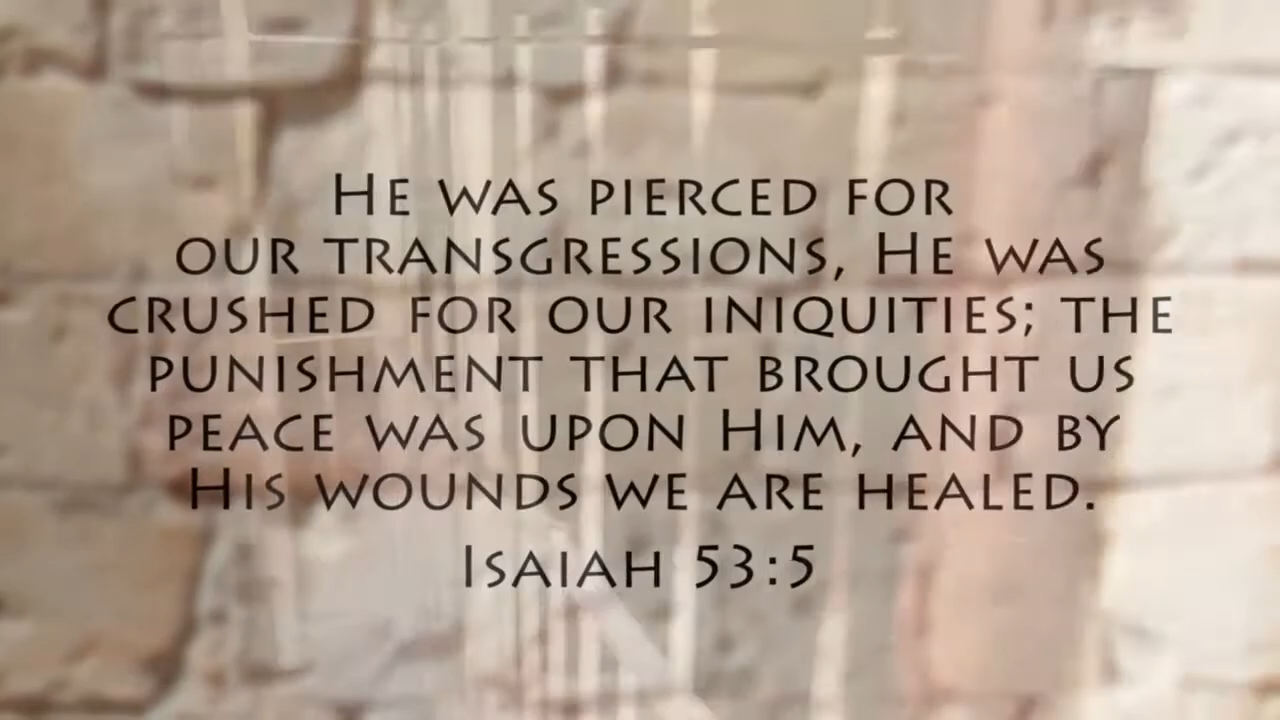 He was pierced for
our transgressions, He was
crushed for our iniquities; the
punishment that brought us
peace was upon Him, and by
His wounds we are healed.
Isaiah 53:5